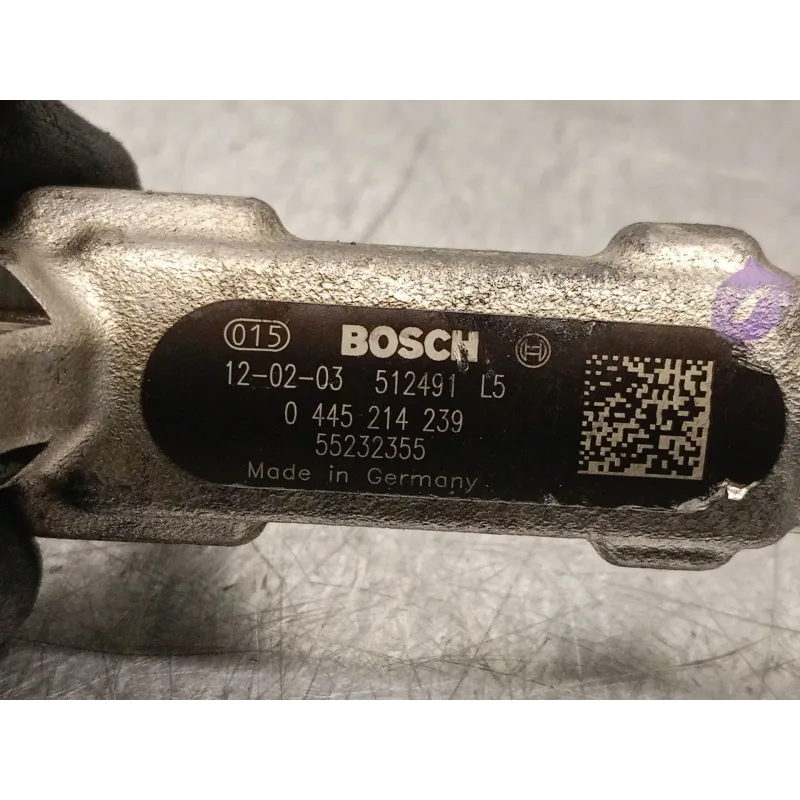 015 BOSCH
12-02-03 512491 L5
0 445 214 239
55232355
Made in Germany
S